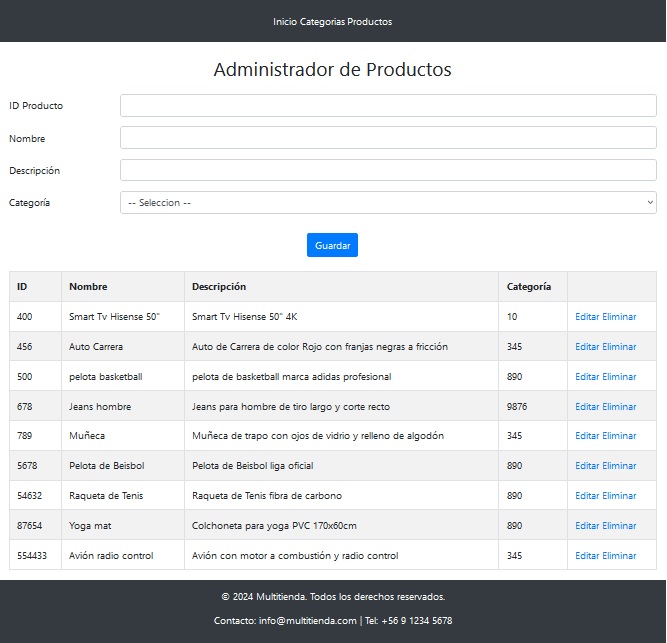 Inicio Categorias Productos
Administrador de Productos
ID Producto
Nombre
Descripción
Categoría -- Seleccion --
Guardar
ID Nombre Descripción Categoría
400 Smart Tv Hisense 50" Smart Tv Hisense 50" 4K 10 Editar Eliminar
456 Auto Carrera Auto de Carrera de color Rojo con franjas negras a fricción 345 Editar Eliminar
500 pelota basketball pelota de basketball marca adidas profesional 890 Editar Eliminar
678 Jeans hombre Jeans para hombre de tiro largo y corte recto 9876 Editar Eliminar
789 Muñeca Muñeca de trapo con ojos de vidrio y relleno de algodón 345 Editar Eliminar
5678 Pelota de Beisbol Pelota de Beisbol liga oficial 890 Editar Eliminar
54632 Raqueta de Tenis Raqueta de Tenis fibra de carbono 890 Editar Eliminar
87654 Yoga mat Colchoneta para yoga PVC 170x60cm 890 Editar Eliminar
554433 Avión radio control Avión con motor a combustión y radio control 345 Editar Eliminar
© 2024 Multitienda. Todos los derechos reservados.
Contacto: info@multitienda.com | Tel: +56 9 1234 5678